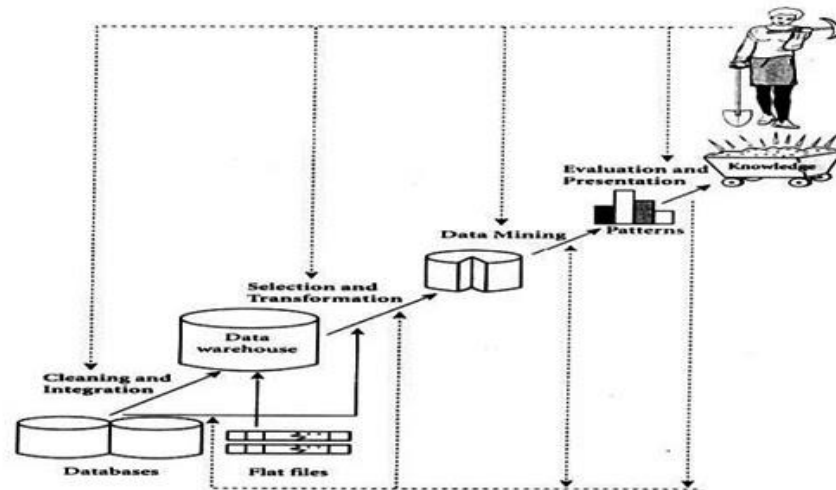 Evaluation and
Presentation
Knowledge
Patterns
Data Mining
Selection and
Transformation
Data
warehouse
Cleaning and
Integration
Databases
Flat files